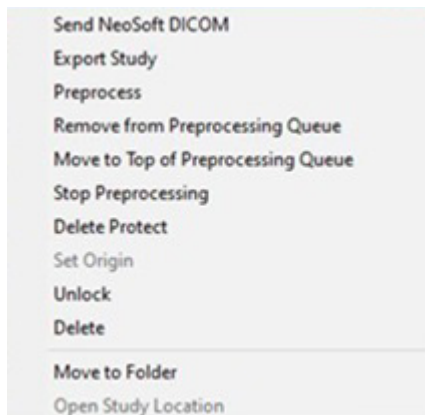 Send NeoSoft DICOM
Export Study
Preprocess
Remove from Preprocessing Queue
Move to Top of Preprocessing Queue
Stop Preprocessing
Delete Protect
Set Origin
Unlock
Delete
Move to Folder
Open Study Location